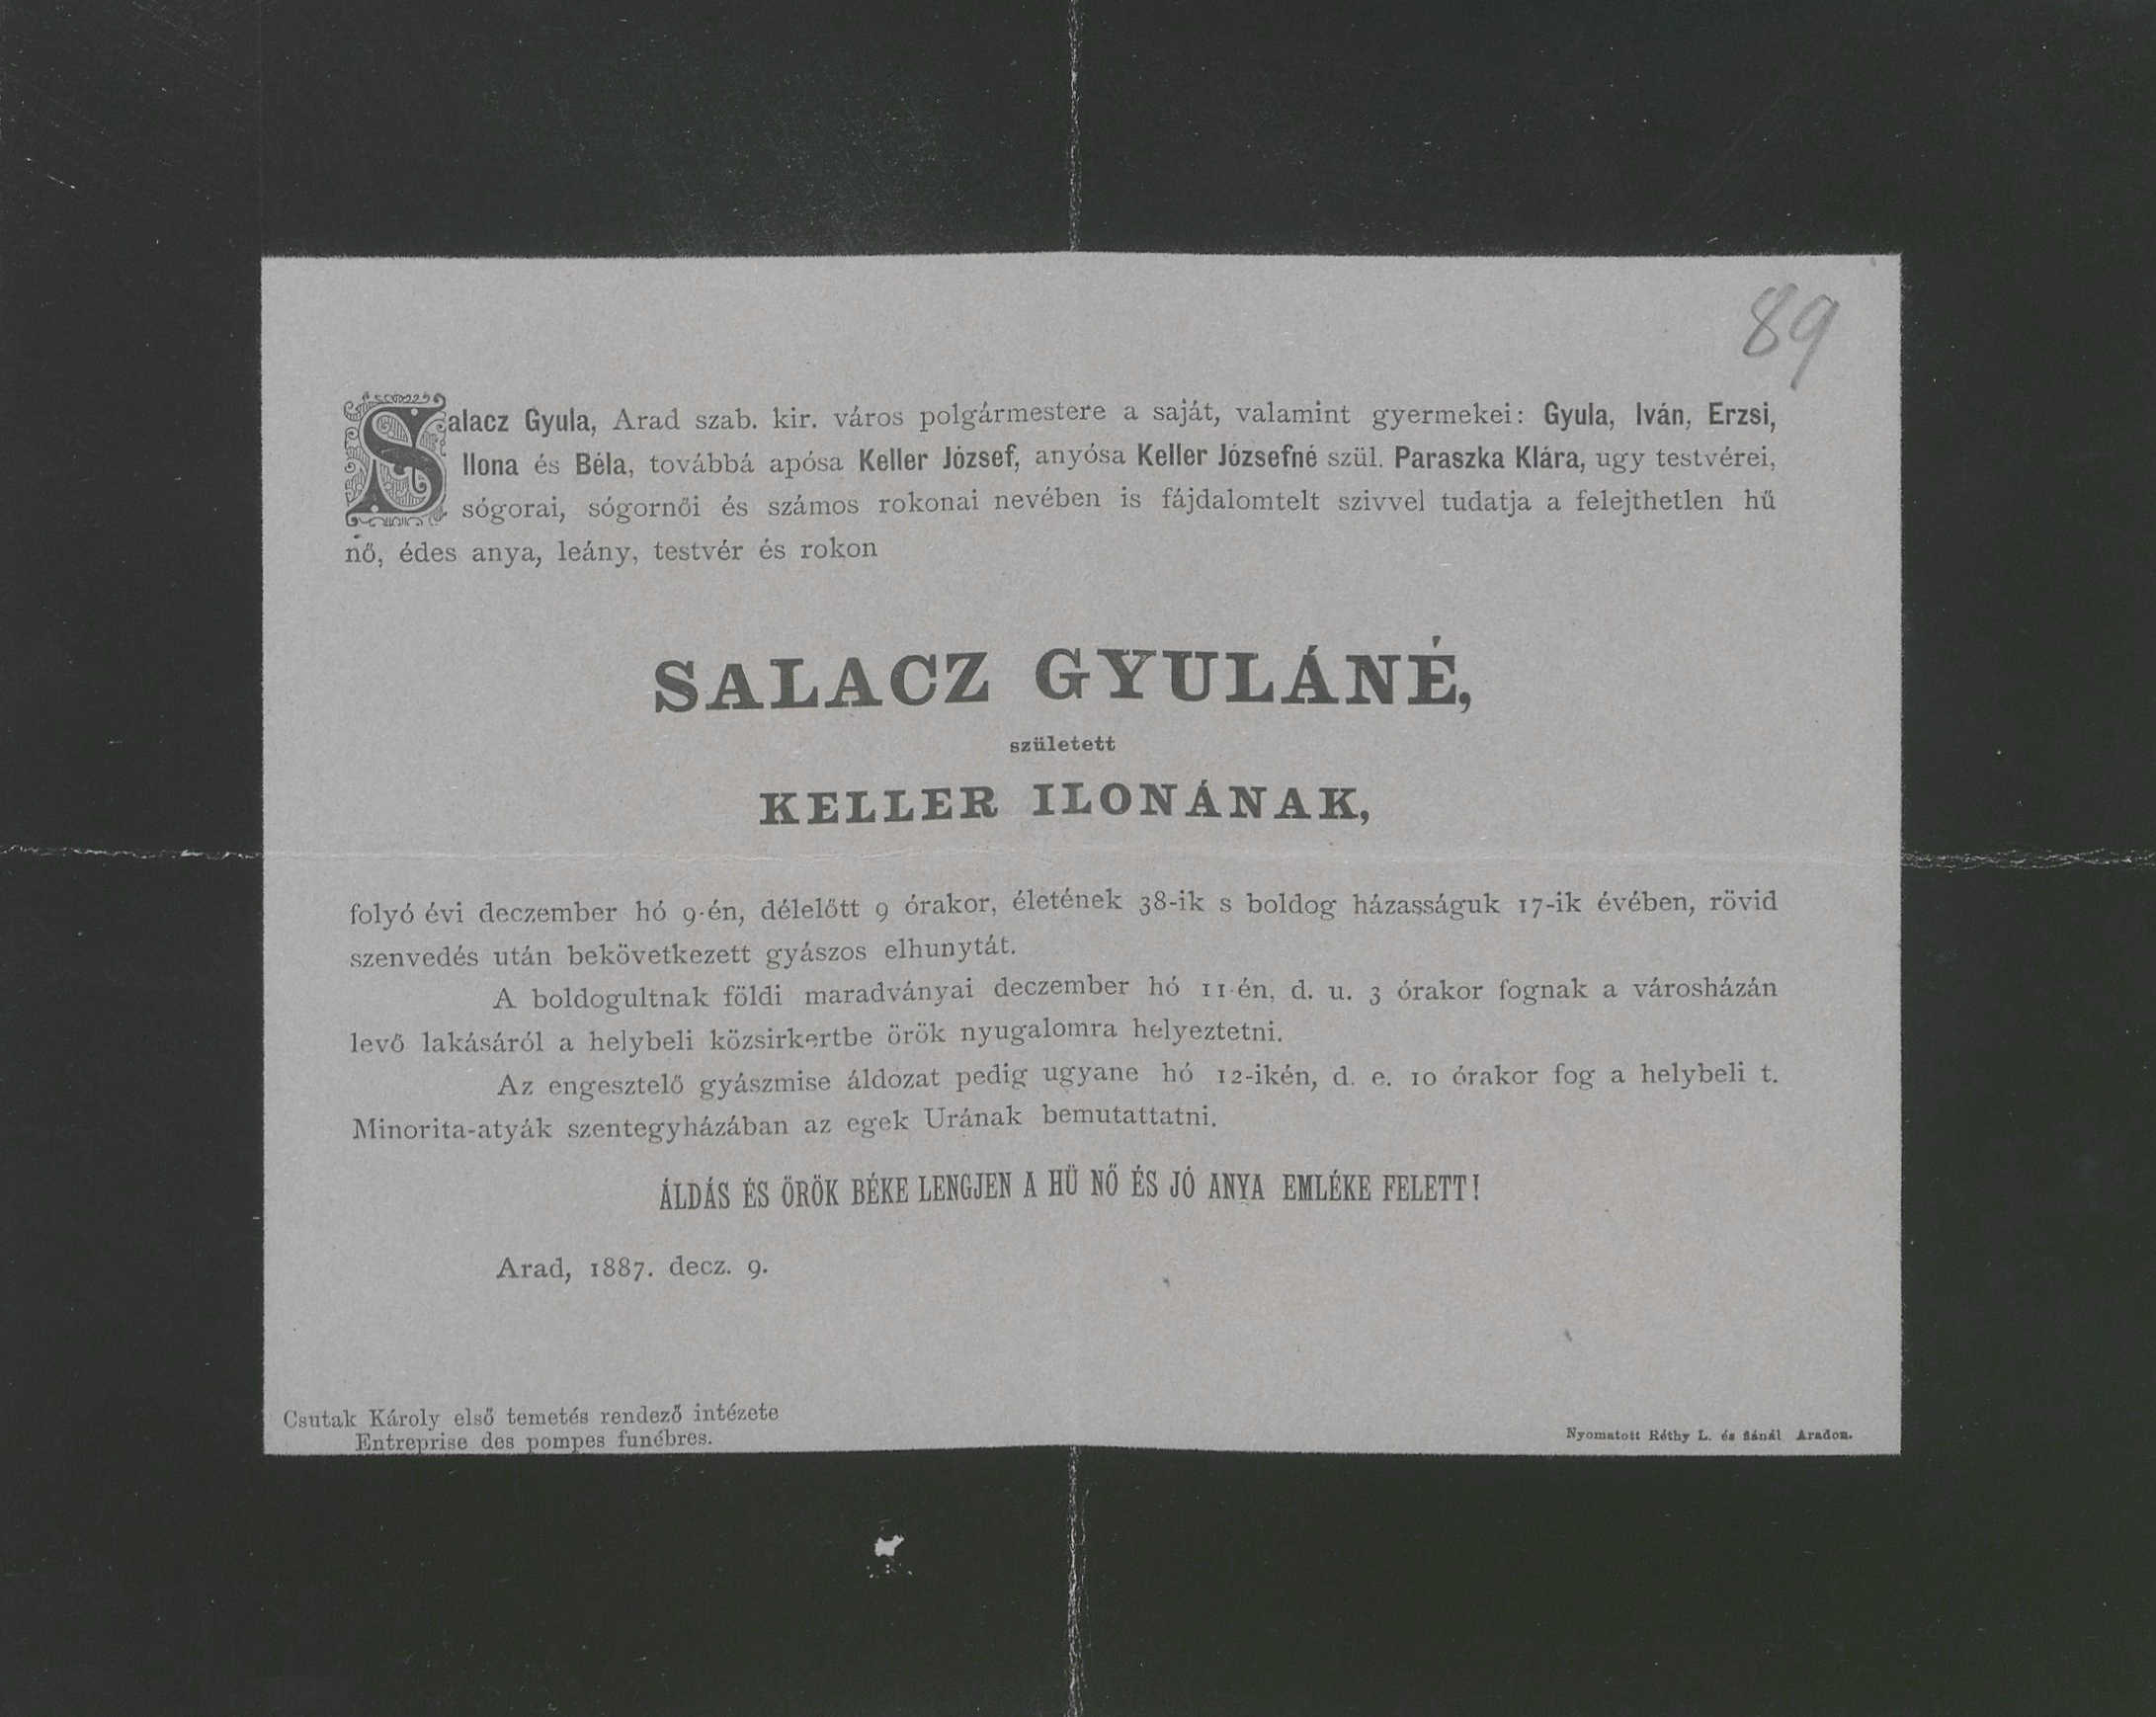 89
Salacz Gyula, Arad szab. kir. város polgármestere a saját, valamint gyermekei: Gyula, Iván, Erzsi,
Ilona és Béla, továbbá apósa Keller József, anyósa Keller Józsefné szül. Paraszka Klára, ugy testvérei,
sógorai, sógornői és számos rokonai nevében is fájdalomtelt szivvel tudatja a felejthetlen hű
nő, édes anya, leány, testvér és rokon
SALACZ GYULÁNÉ,
született
KELLER ILONÁNAK,
folyó évi deczember hó 9-én, délelőtt 9 órakor, életének 38-ik s boldog házasságuk 17-ik évében, rövid
szenvedés után bekövetkezett gyászos elhunytát.
A boldogultnak földi maradványai deczember hó 11-én, d. u. 3 órakor fognak a városházán
levő lakásáról a helybeli közsirkertbe örök nyugalomra helyeztetni.
Az engesztelő gyászmise áldozat pedig ugyane hó 12-ikén, d. e. 10 órakor fog a helybeli t.
Minorita-atyák szentegyházában az egek Urának bemutattatni.
ÁLDÁS ÉS ÖRÖK BÉKE LENGJEN A HÜ NŐ ÉS JÓ ANYA EMLÉKE FELETT!
Arad, 1887. decz. 9.
Csutak Károly első temetés rendező intézete
Entreprise des pompes funébres.
Nyomatott Réthy L. és fiánál Aradon.